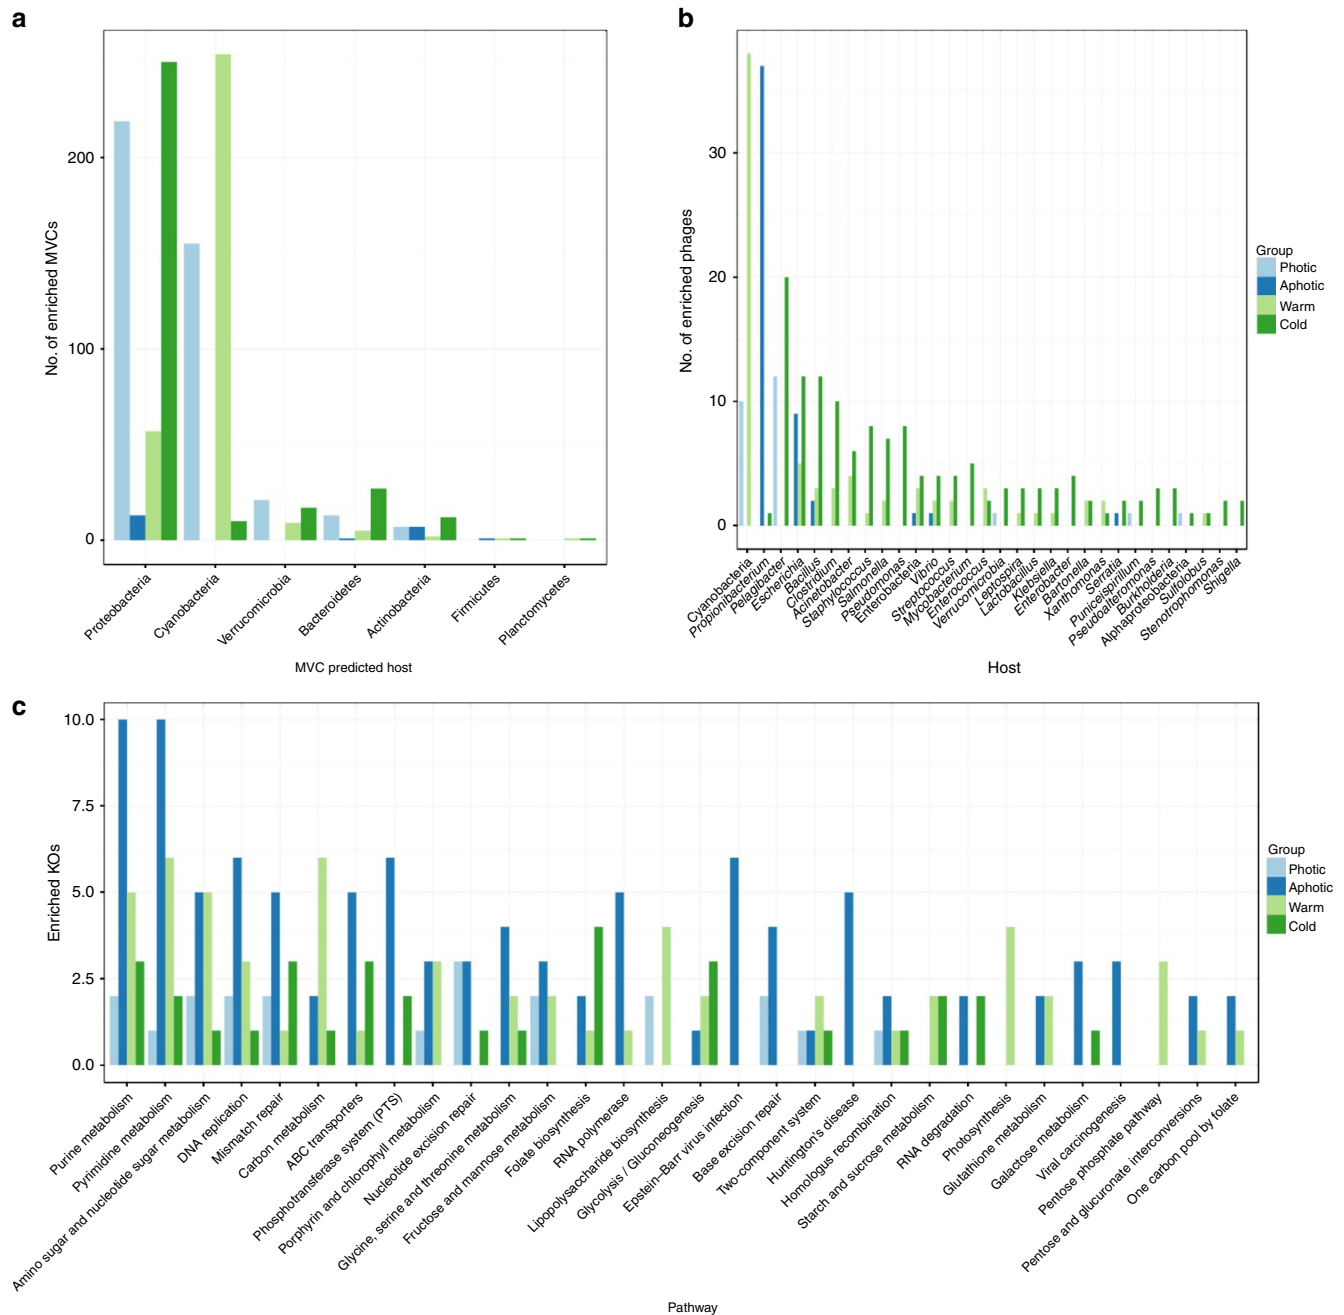 a
No. of enriched MVCs
200
100
0
Proteobacteria
Cyanobacteria
Verrucomicrobia
Bacteroidetes
Actinobacteria
Firmicutes
Planctomycetes
MVC predicted host
b
No. of enriched phages
30
20
10
0
Cyanobacteria
Propionibacterium
Pelagibacter
Escherichia
Bacillus
Clostridium
Acinetobacter
Staphylococcus
Salmonella
Pseudomonas
Enterobacteria
Vibrio
Streptococcus
Mycobacterium
Enterococcus
Verrucomicrobia
Leptospira
Lactobacillus
Klebsiella
Enterobacter
Bartonella
Xanthomonas
Serratia
Puniceispirillum
Pseudoalteromonas
Burkholderia
Alphaproteobacteria
Sulfolobus
Stenotrophomonas
Shigella
Host
Group
Photic
Aphotic
Warm
Cold
c
Enriched KOs
10.0
7.5
5.0
2.5
0.0
Purine metabolism
Pyrimidine metabolism
Amino sugar and nucleotide sugar metabolism
DNA replication
Mismatch repair
Carbon metabolism
ABC transporters
Phosphotransferase system (PTS)
Porphyrin and chlorophyll metabolism
Nucleotide excision repair
Glycine, serine and threonine metabolism
Fructose and mannose metabolism
Folate biosynthesis
RNA polymerase
Lipopolysaccharide biosynthesis
Glycolysis / Gluconeogenesis
Epstein–Barr virus infection
Base excision repair
Two-component system
Huntington's disease
Homologus recombination
Starch and sucrose metabolism
RNA degradation
Photosynthesis
Glutathione metabolism
Galactose metabolism
Viral carcinogenesis
Pentose phosphate pathway
Pentose and glucuronate interconversions
One carbon pool by folate
Pathway
Group
Photic
Aphotic
Warm
Cold